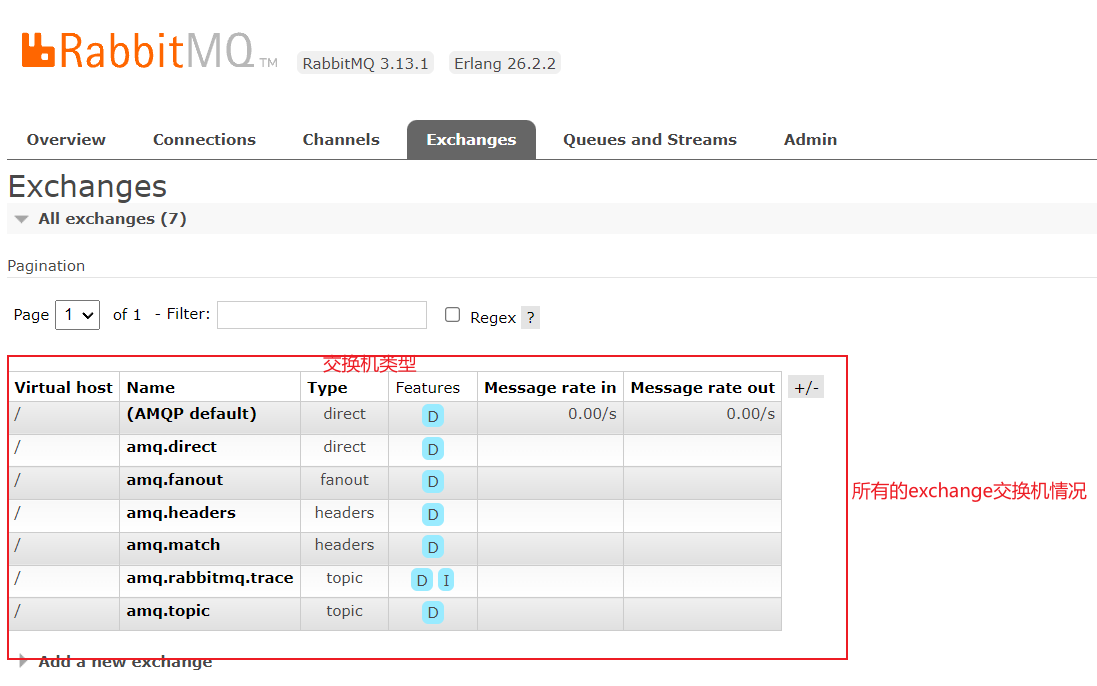 RabbitMQ TM RabbitMQ 3.13.1 Erlang 26.2.2
Overview Connections Channels Exchanges Queues and Streams Admin
Exchanges
All exchanges (7)
Pagination
Page 1 of 1 - Filter: Regex ?
交换机类型
Virtual host Name Type Features Message rate in Message rate out +/-
/ (AMQP default) direct D 0.00/s 0.00/s
/ amq.direct direct D
/ amq.fanout fanout D
/ amq.headers headers D
所有的exchange交换机情况
/ amq.match headers D
/ amq.rabbitmq.trace topic D I
/ amq.topic topic D
Add a new exchange